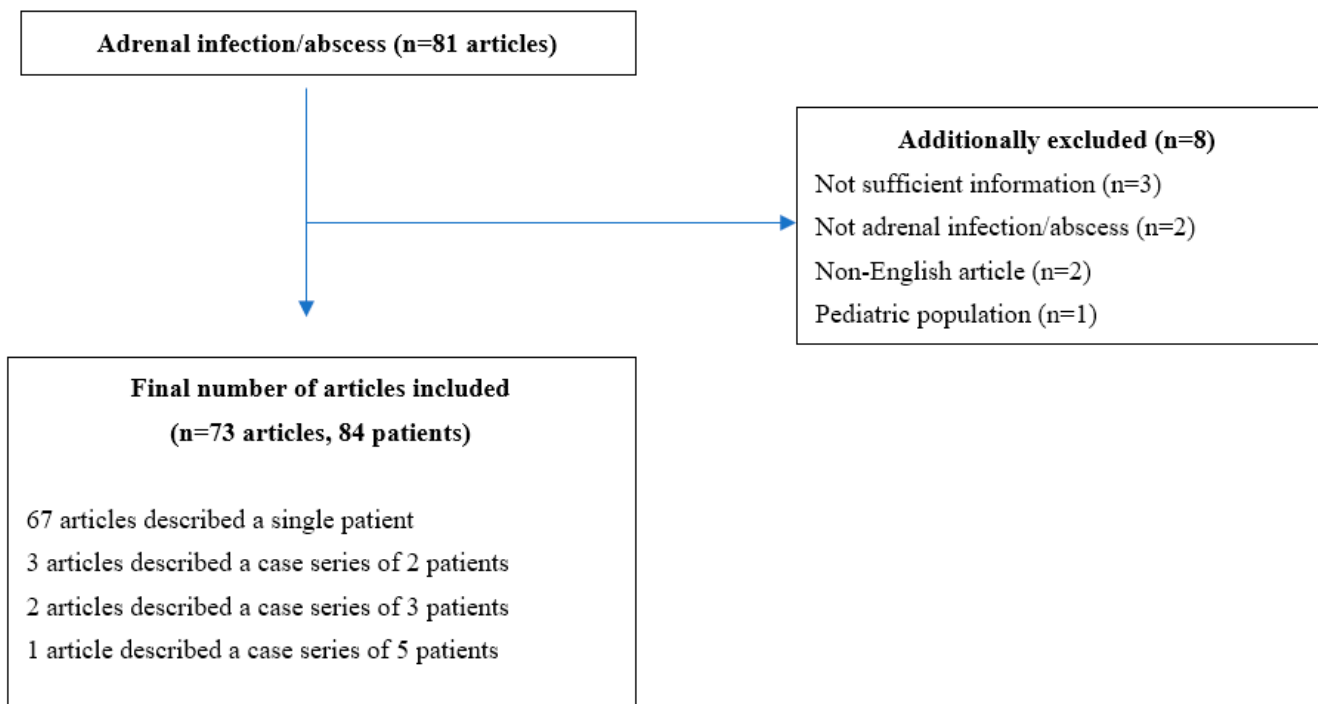 Adrenal infection/abscess (n=81 articles)
Additionally excluded (n=8)
Not sufficient information (n=3)
Not adrenal infection/abscess (n=2)
Non-English article (n=2)
Pediatric population (n=1)
Final number of articles included
(n=73 articles, 84 patients)
67 articles described a single patient
3 articles described a case series of 2 patients
2 articles described a case series of 3 patients
1 article described a case series of 5 patients